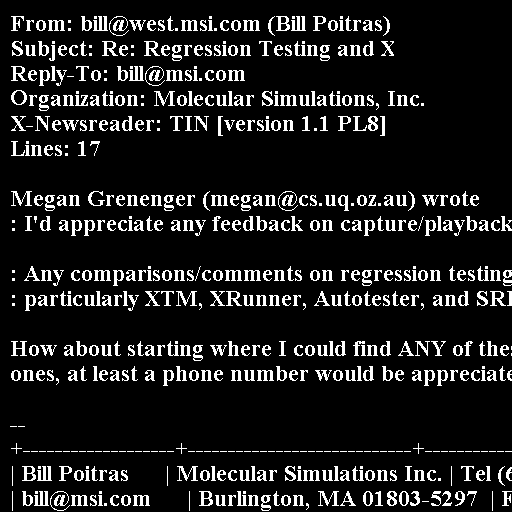 From: bill@west.msi.com (Bill Poitras)
Subject: Re: Regression Testing and X
Reply-To: bill@msi.com
Organization: Molecular Simulations, Inc.
X-Newsreader: TIN [version 1.1 PL8]
Lines: 17

Megan Grenenger (megan@cs.uq.oz.au) wrote
: I'd appreciate any feedback on capture/playback

: Any comparisons/comments on regression testing
: particularly XTM, XRunner, Autotester, and

How about starting where I could find ANY of
ones, at least a phone number would be

--
+-------------------+------------------------+----------
| Bill Poitras | Molecular Simulations Inc. | Tel
| bill@msi.com | Burlington, MA 01803-5297 |